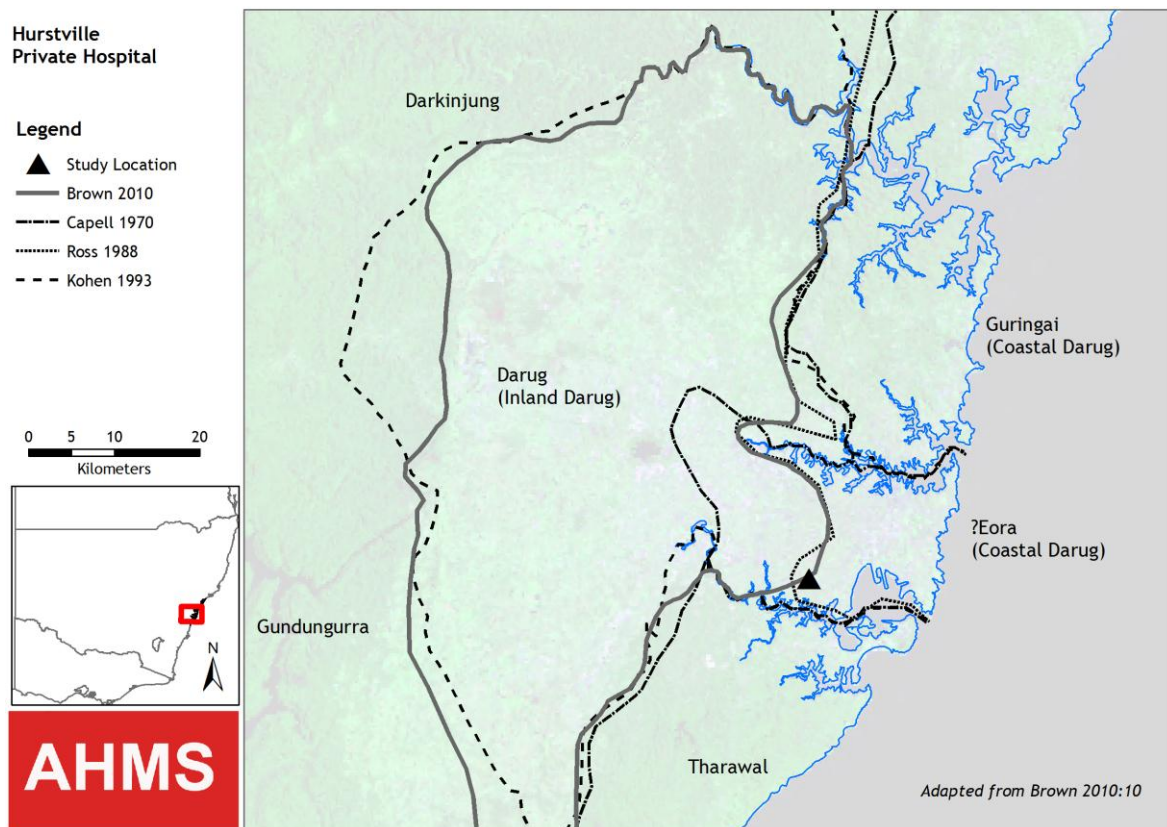 Hurstville
Private Hospital
Legend
Study Location
Brown 2010
Capell 1970
Ross 1988
Kohen 1993
0 5 10 20
Kilometers
N
AHMS
Darkinjung
Guringai
(Coastal Darug)
Darug
(Inland Darug)
?Eora
(Coastal Darug)
Gundungurra
Tharawal
Adapted from Brown 2010:10